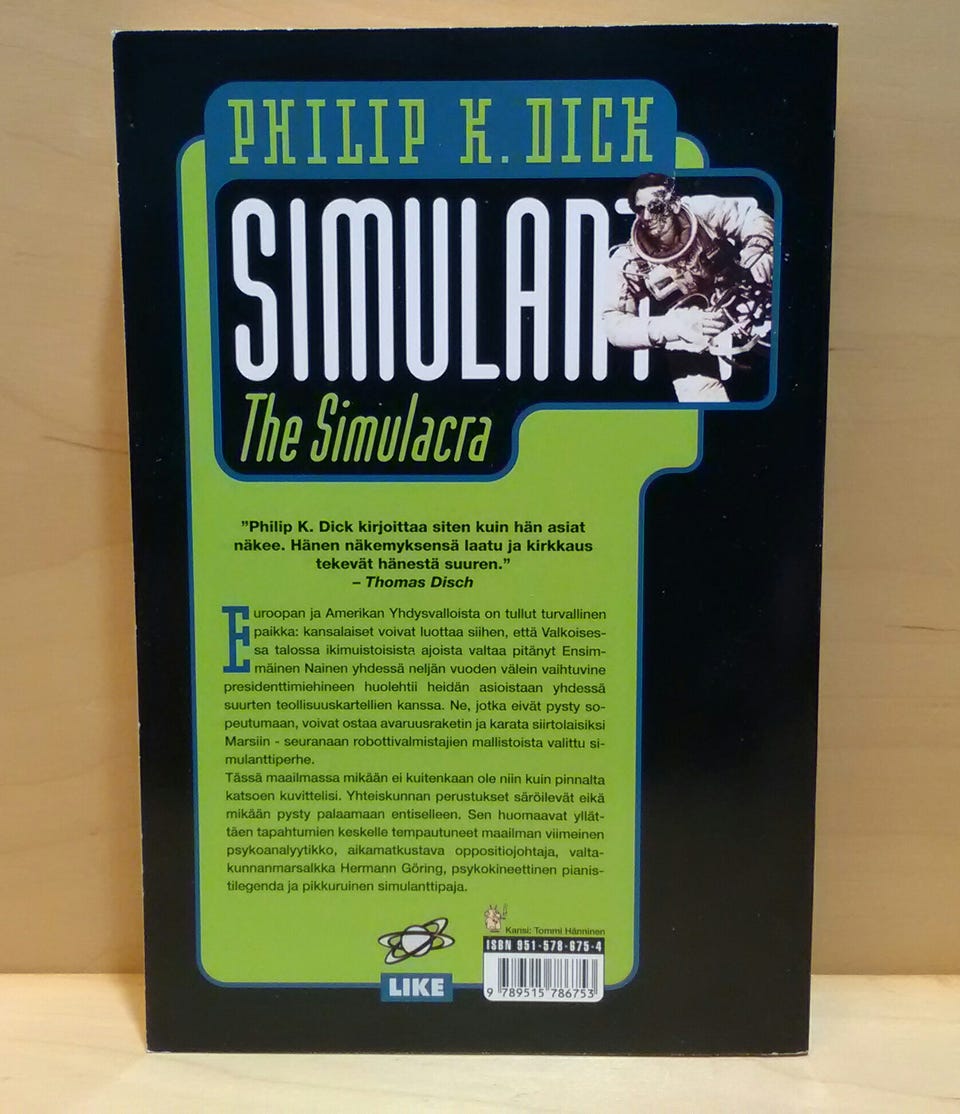 PHILIP K. DICK
SIMULANTIT
The Simulacra
"Philip K. Dick kirjoittaa siten kuin hän asiat
näkee. Hänen näkemyksensä laatu ja kirkkaus
tekevät hänestä suuren."
– Thomas Disch
Euroopan ja Amerikan Yhdysvalloista on tullut turvallinen
paikka: kansalaiset voivat luottaa siihen, että Valkoises-
sa talossa ikimuistoisista ajoista valtaa pitänyt Ensim-
mäinen Nainen yhdessä neljän vuoden välein vaihtuvine
presidenttimiehineen huolehtii heidän asioistaan yhdessä
suurten teollisuuskartellien kanssa. Ne, jotka eivät pysty so-
peutumaan, voivat ostaa avaruusraketin ja karata siirtolaisiksi
Marsiin - seuranaan robottivalmistajien mallistoista valittu si-
mulanttiperhe.
Tässä maailmassa mikään ei kuitenkaan ole niin kuin pinnalta
katsoen kuvittelisi. Yhteiskunnan perustukset säröilevät eikä
mikään pysty palaamaan entiselleen. Sen huomaavat yllät-
täen tapahtumien keskelle tempautuneet maailman viimeinen
psykoanalyytikko, aikamatkustava oppositiojohtaja, valta-
kunnanmarsalkka Hermann Göring, psykokineettinen pianis-
tilegenda ja pikkuruinen simulanttipaja.
Kansi: Tommi Hänninen
ISBN 951-578-675-4
9 789515 786753
LIKE